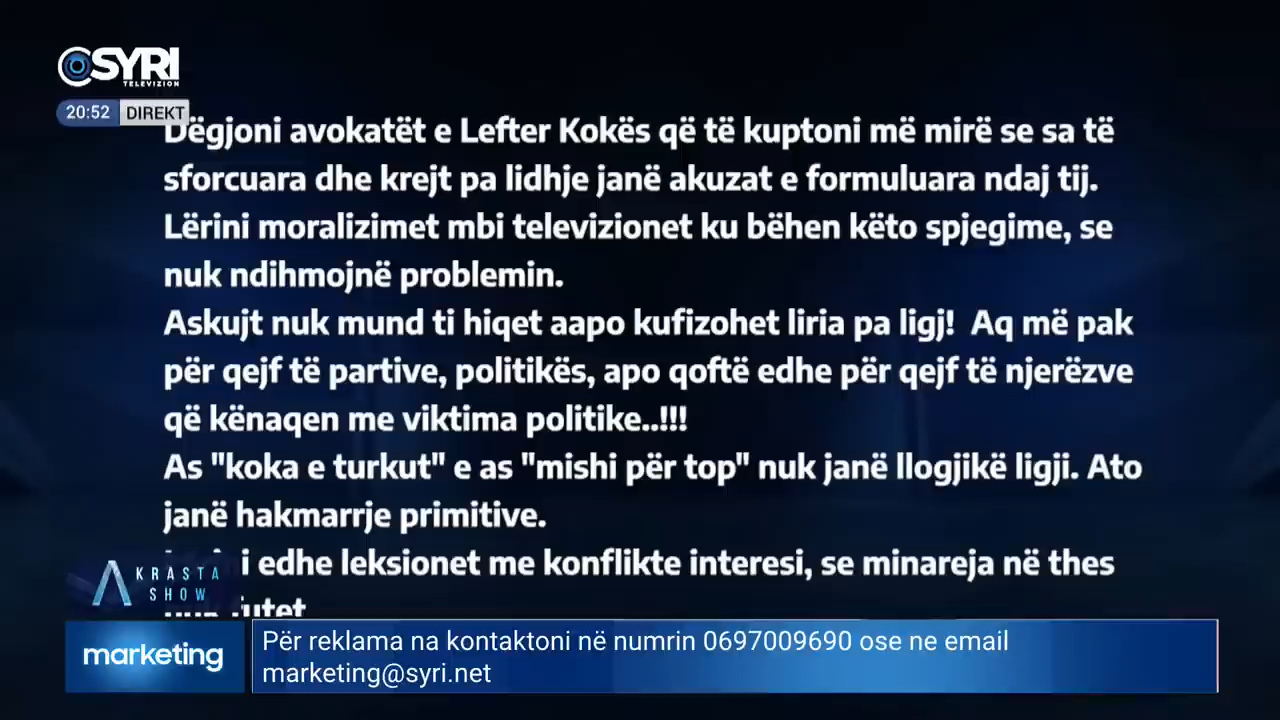 SYRI
TELEVIZION
20:52 DIREKT
Dëgjoni avokatët e Lefter Kokës që të kuptoni më mirë se sa të
sforcuara dhe krejt pa lidhje janë akuzat e formuluara ndaj tij.
Lërini moralizimet mbi televizionet ku bëhen këto spjegime, se
nuk ndihmojnë problemin.
Askujt nuk mund ti hiqet aapo kufizohet liria pa ligj!  Aq më pak
për qejf të partive, politikës, apo qoftë edhe për qejf të njerëzve
që kënaqen me viktima politike..!!!
As "koka e turkut" e as "mishi për top" nuk janë llogjikë ligji. Ato
janë hakmarrje primitive.
edhe leksionet me konflikte interesi, se minareja në thes
KRASTA
SHOW
marketing
Për reklama na kontaktoni në numrin 0697009690 ose ne email
marketing@syri.net